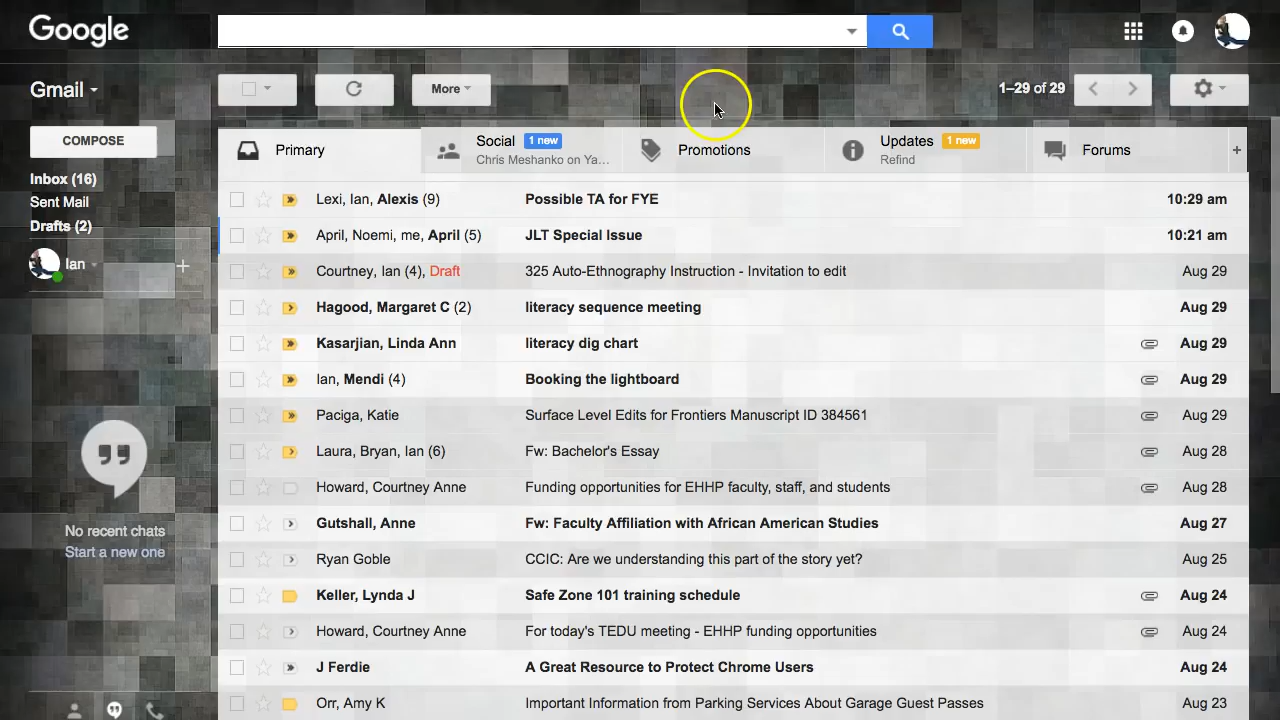 Google
Gmail
More
1–29 of 29
COMPOSE
Inbox (16)
Sent Mail
Drafts (2)
Ian
No recent chats
Start a new one
Primary
Social 1 new
Chris Meshanko on Ya…
Promotions
Updates 1 new
Refind
Forums
+
Lexi, Ian, Alexis (9) Possible TA for FYE 10:29 am
April, Noemi, me, April (5) JLT Special Issue 10:21 am
Courtney, Ian (4), Draft 325 Auto-Ethnography Instruction - Invitation to edit Aug 29
Hagood, Margaret C (2) literacy sequence meeting Aug 29
Kasarjian, Linda Ann literacy dig chart Aug 29
Ian, Mendi (4) Booking the lightboard Aug 29
Paciga, Katie Surface Level Edits for Frontiers Manuscript ID 384561 Aug 29
Laura, Bryan, Ian (6) Fw: Bachelor's Essay Aug 28
Howard, Courtney Anne Funding opportunities for EHHP faculty, staff, and students Aug 28
Gutshall, Anne Fw: Faculty Affiliation with African American Studies Aug 27
Ryan Goble CCIC: Are we understanding this part of the story yet? Aug 25
Keller, Lynda J Safe Zone 101 training schedule Aug 24
Howard, Courtney Anne For today's TEDU meeting - EHHP funding opportunities Aug 24
J Ferdie A Great Resource to Protect Chrome Users Aug 24
Orr, Amy K Important Information from Parking Services About Garage Guest Passes Aug 23